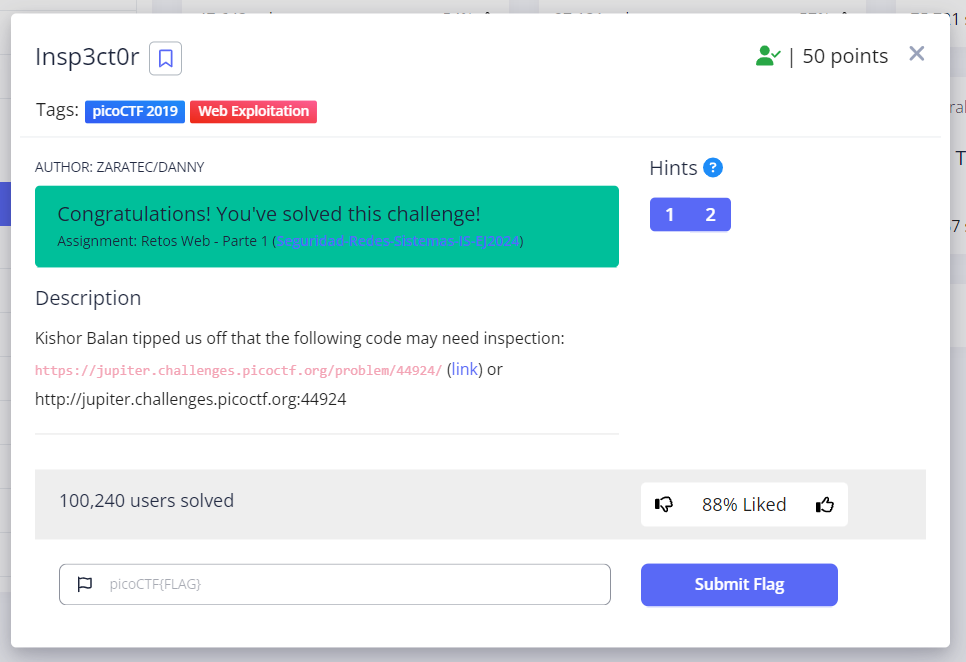 Insp3ct0r
| 50 points
Tags: picoCTF 2019 Web Exploitation
AUTHOR: ZARATEC/DANNY
Hints ?
Congratulations! You've solved this challenge!
Assignment: Retos Web - Parte 1 (Seguridad-Redes-Sistemas-IS-EJ2024)
1 2
Description
Kishor Balan tipped us off that the following code may need inspection:
https://jupiter.challenges.picoctf.org/problem/44924/ (link) or
http://jupiter.challenges.picoctf.org:44924
100,240 users solved
88% Liked
picoCTF{FLAG}
Submit Flag